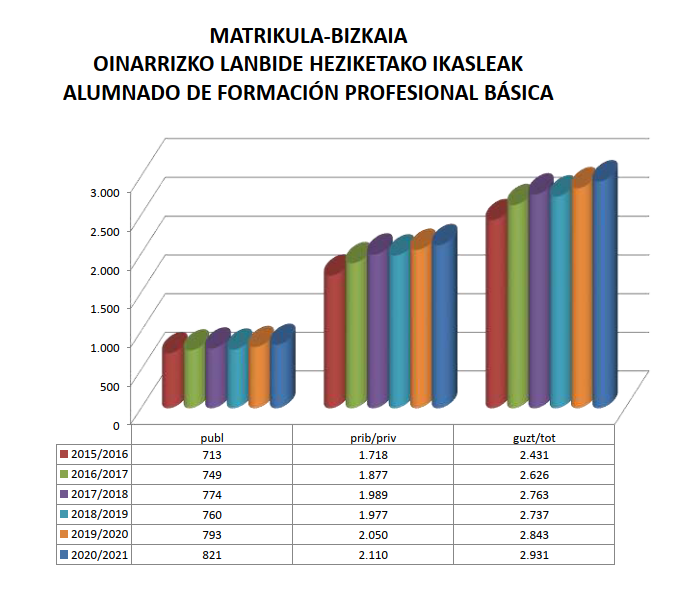 MATRIKULA-BIZKAIA
OINARRIZKO LANBIDE HEZIKETAKO IKASLEAK
ALUMNADO DE FORMACIÓN PROFESIONAL BÁSICA
3.000
2.500
2.000
1.500
1.000
500
0
publ prib/priv guzt/tot
2015/2016 713 1.718 2.431
2016/2017 749 1.877 2.626
2017/2018 774 1.989 2.763
2018/2019 760 1.977 2.737
2019/2020 793 2.050 2.843
2020/2021 821 2.110 2.931